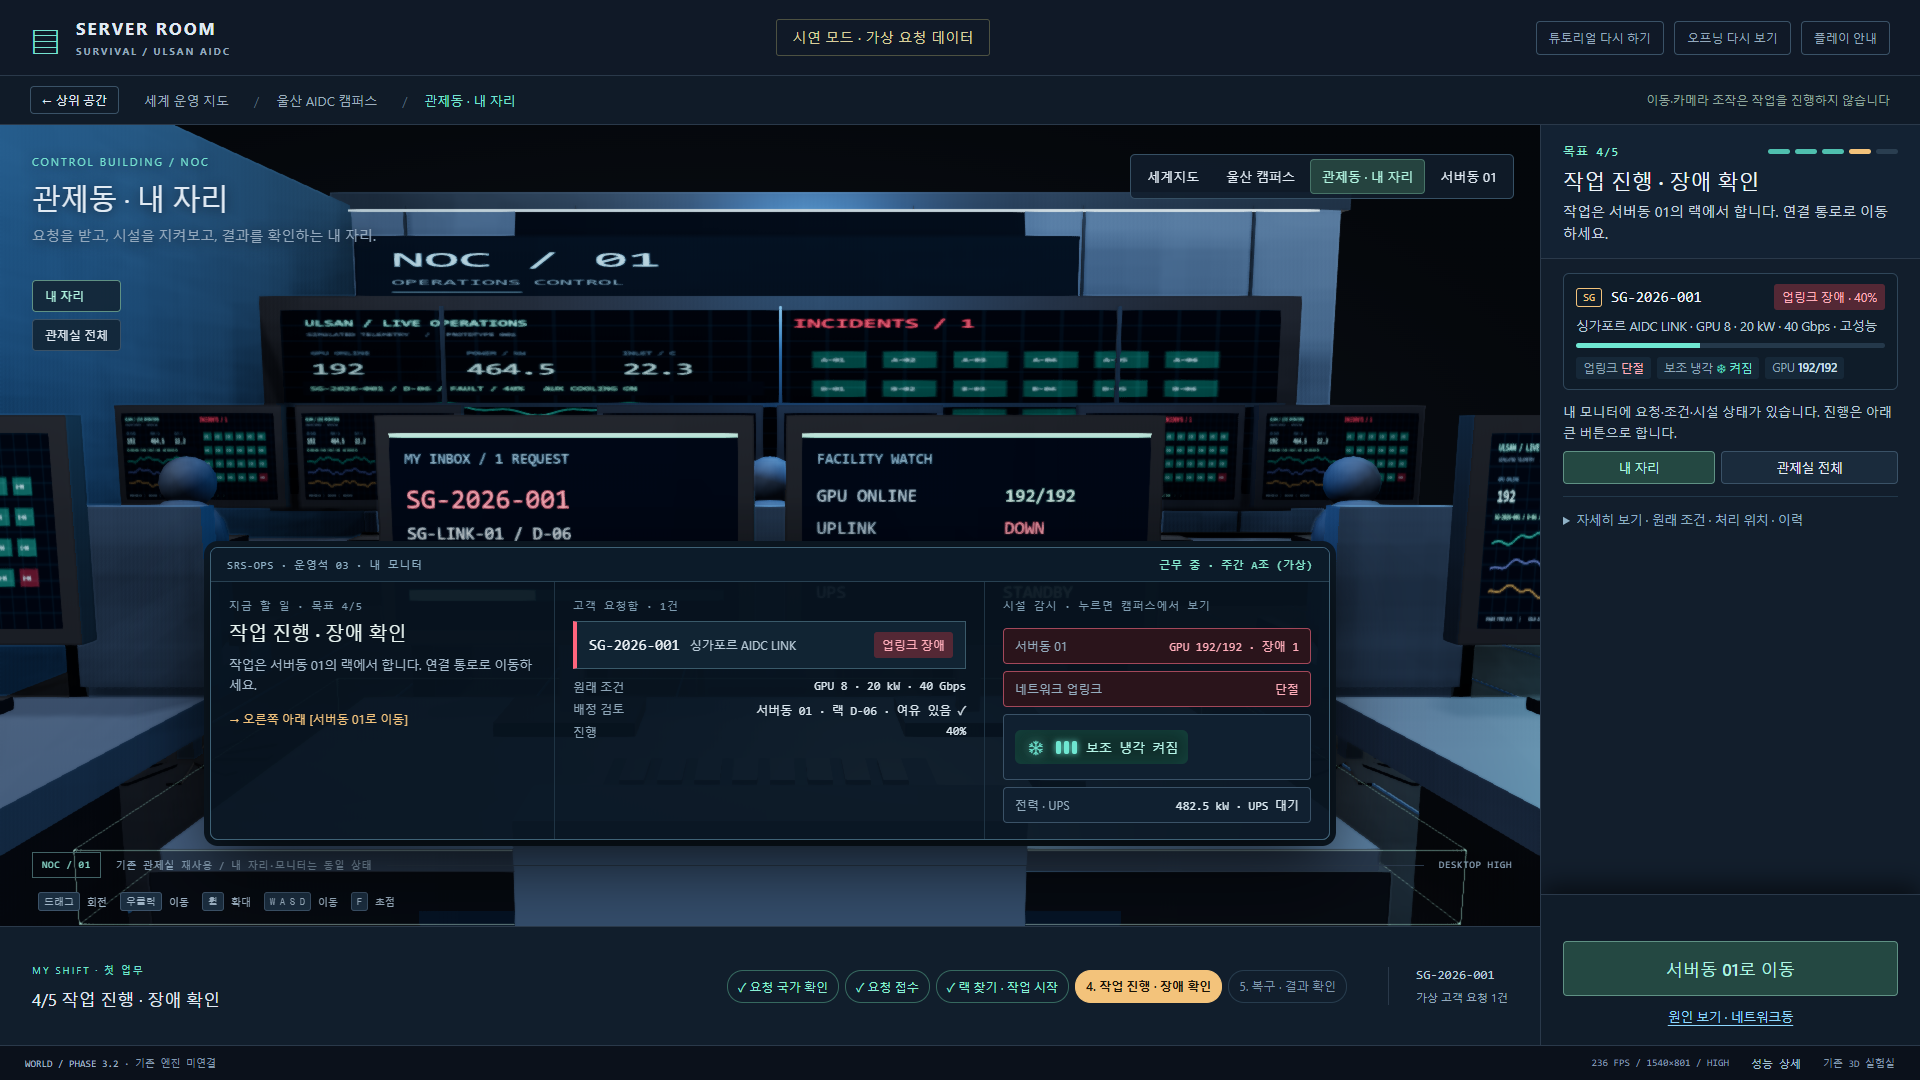 SERVER ROOM
SURVIVAL / ULSAN AIDC
시연 모드 · 가상 요청 데이터
튜토리얼 다시 하기
오프닝 다시 보기
플레이 안내
← 상위 공간
세계 운영 지도 / 울산 AIDC 캠퍼스 / 관제동 · 내 자리
이동·카메라 조작은 작업을 진행하지 않습니다
CONTROL BUILDING / NOC
관제동 · 내 자리
요청을 받고, 시설을 지켜보고, 결과를 확인하는 내 자리.
내 자리
관제실 전체
세계지도
울산 캠퍼스
관제동 · 내 자리
서버동 01
NOC / 01
OPERATIONS CONTROL
ULSAN / LIVE OPERATIONS
GPU ONLINE
POWER / kW
INLET / C
192
464.5
22.3
SG-2026-001 / D-06 / FAULT / 40% AUX COOLING ON
INCIDENTS / 1
MY INBOX / 1 REQUEST
SG-2026-001
SG-LINK-01 / D-06
FACILITY WATCH
GPU ONLINE 192/192
UPLINK DOWN
UPS STANDBY
SRS-OPS · 운영석 03 · 내 모니터
근무 중 · 주간 A조 (가상)
지금 할 일 · 목표 4/5
작업 진행 · 장애 확인
작업은 서버동 01의 랙에서 합니다. 연결 통로로 이동하
세요.
→ 오른쪽 아래 [서버동 01로 이동]
고객 요청함 · 1건
SG-2026-001 싱가포르 AIDC LINK 업링크 장애
원래 조건 GPU 8 · 20 kW · 40 Gbps
배정 검토 서버동 01 · 랙 D-06 · 여유 있음 ✓
진행 40%
시설 감시 · 누르면 캠퍼스에서 보기
서버동 01 GPU 192/192 · 장애 1
네트워크 업링크 단절
❄ 보조 냉각 켜짐
전력 · UPS 482.5 kW · UPS 대기
NOC / 01 기존 관제실 재사용 / 내 자리·모니터는 동일 상태
DESKTOP HIGH
드래그 회전 우클릭 이동 휠 확대 W A S D 이동 F 초점
목표 4/5
작업 진행 · 장애 확인
작업은 서버동 01의 랙에서 합니다. 연결 통로로 이동
하세요.
SG SG-2026-001 업링크 장애 · 40%
싱가포르 AIDC LINK · GPU 8 · 20 kW · 40 Gbps · 고성능
업링크 단절 보조 냉각 ❄ 켜짐 GPU 192/192
내 모니터에 요청·조건·시설 상태가 있습니다. 진행은 아래
큰 버튼으로 합니다.
내 자리
관제실 전체
▶ 자세히 보기 · 원래 조건 · 처리 위치 · 이력
서버동 01로 이동
원인 보기 · 네트워크동
MY SHIFT · 첫 업무
4/5 작업 진행 · 장애 확인
✓ 요청 국가 확인
✓ 요청 접수
✓ 랙 찾기 · 작업 시작
4. 작업 진행 · 장애 확인
5. 복구 · 결과 확인
SG-2026-001
가상 고객 요청 1건
WORLD / PHASE 3.2 · 기존 엔진 미연결
236 FPS / 1540×801 / HIGH
성능 상세
기존 3D 실험실